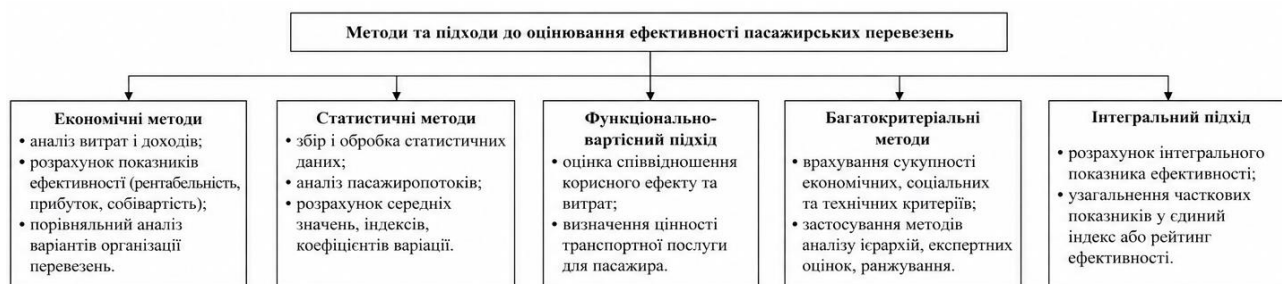 Методи та підходи до оцінювання ефективності пасажирських перевезень
Економічні методи
• аналіз витрат і доходів;
• розрахунок показників
ефективності (рентабельність,
прибуток, собівартість);
• порівняльний аналіз
варіантів організації
перевезень.
Статистичні методи
• збір і обробка статистичних
даних;
• аналіз пасажиропотоків;
• розрахунок середніх
значень, індексів,
коефіцієнтів варіації.
Функціонально-
вартісний підхід
• оцінка співвідношення
корисного ефекту та
витрат;
• визначення цінності
транспортної послуги
для пасажира.
Багатокритеріальні
методи
• врахування сукупності
економічних, соціальних
та технічних критеріїв;
• застосування методів
аналізу ієрархій, експертних
оцінок, ранжування.
Інтегральний підхід
• розрахунок інтегрального
показника ефективності;
• узагальнення часткових
показників у єдиний
індекс або рейтинг
ефективності.